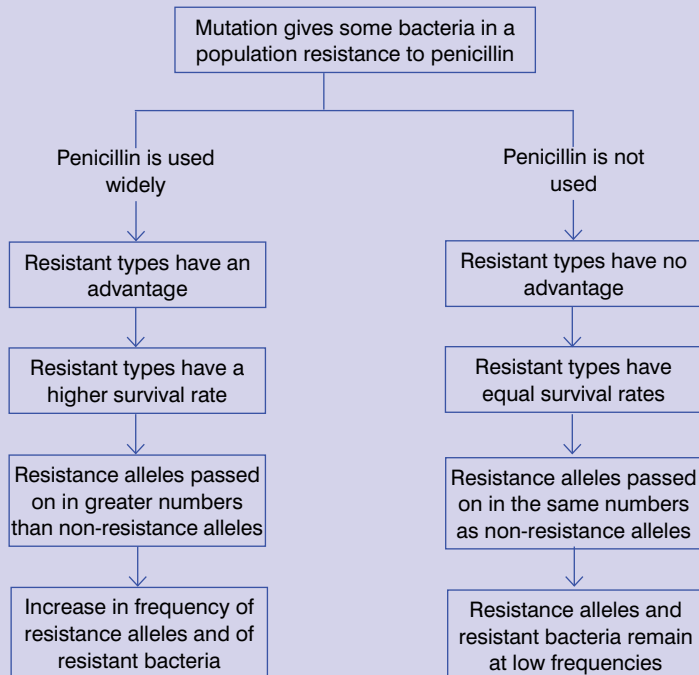 Mutation gives some bacteria in a
population resistance to penicillin
Penicillin is used
widely
Resistant types have an
advantage
Resistant types have a
higher survival rate
Resistance alleles passed
on in greater numbers
than non-resistance alleles
Increase in frequency of
resistance alleles and of
resistant bacteria
Penicillin is not
used
Resistant types have no
advantage
Resistant types have
equal survival rates
Resistance alleles passed
on in the same numbers
as non-resistance alleles
Resistance alleles and
resistant bacteria remain
at low frequencies